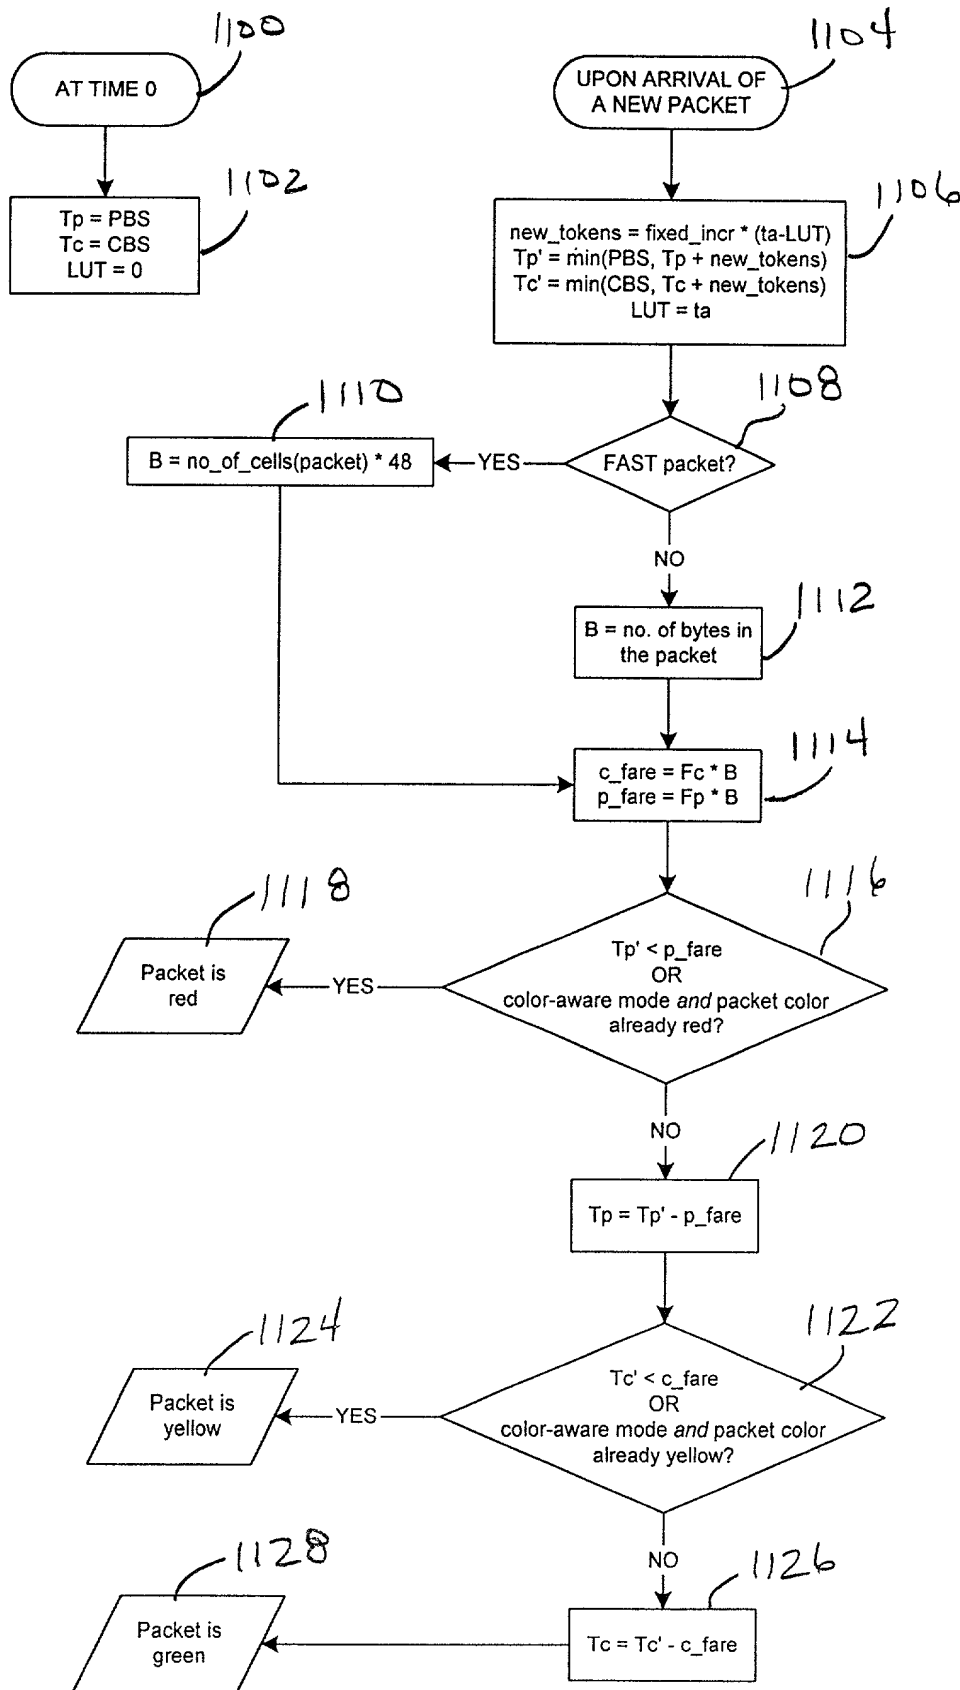 1100
AT TIME 0
1102
Tp = PBS
Tc = CBS
LUT = 0
1104
UPON ARRIVAL OF
A NEW PACKET
1106
new_tokens = fixed_incr * (ta-LUT)
Tp' = min(PBS, Tp + new_tokens)
Tc' = min(CBS, Tc + new_tokens)
LUT = ta
1108
FAST packet?
YES
1110
B = no_of_cells(packet) * 48
NO
1112
B = no. of bytes in
the packet
1114
c_fare = Fc * B
p_fare = Fp * B
1116
Tp' < p_fare
OR
color-aware mode and packet color
already red?
YES
1118
Packet is
red
NO
1120
Tp = Tp' - p_fare
1122
Tc' < c_fare
OR
color-aware mode and packet color
already yellow?
YES
1124
Packet is
yellow
NO
1126
Tc = Tc' - c_fare
1128
Packet is
green